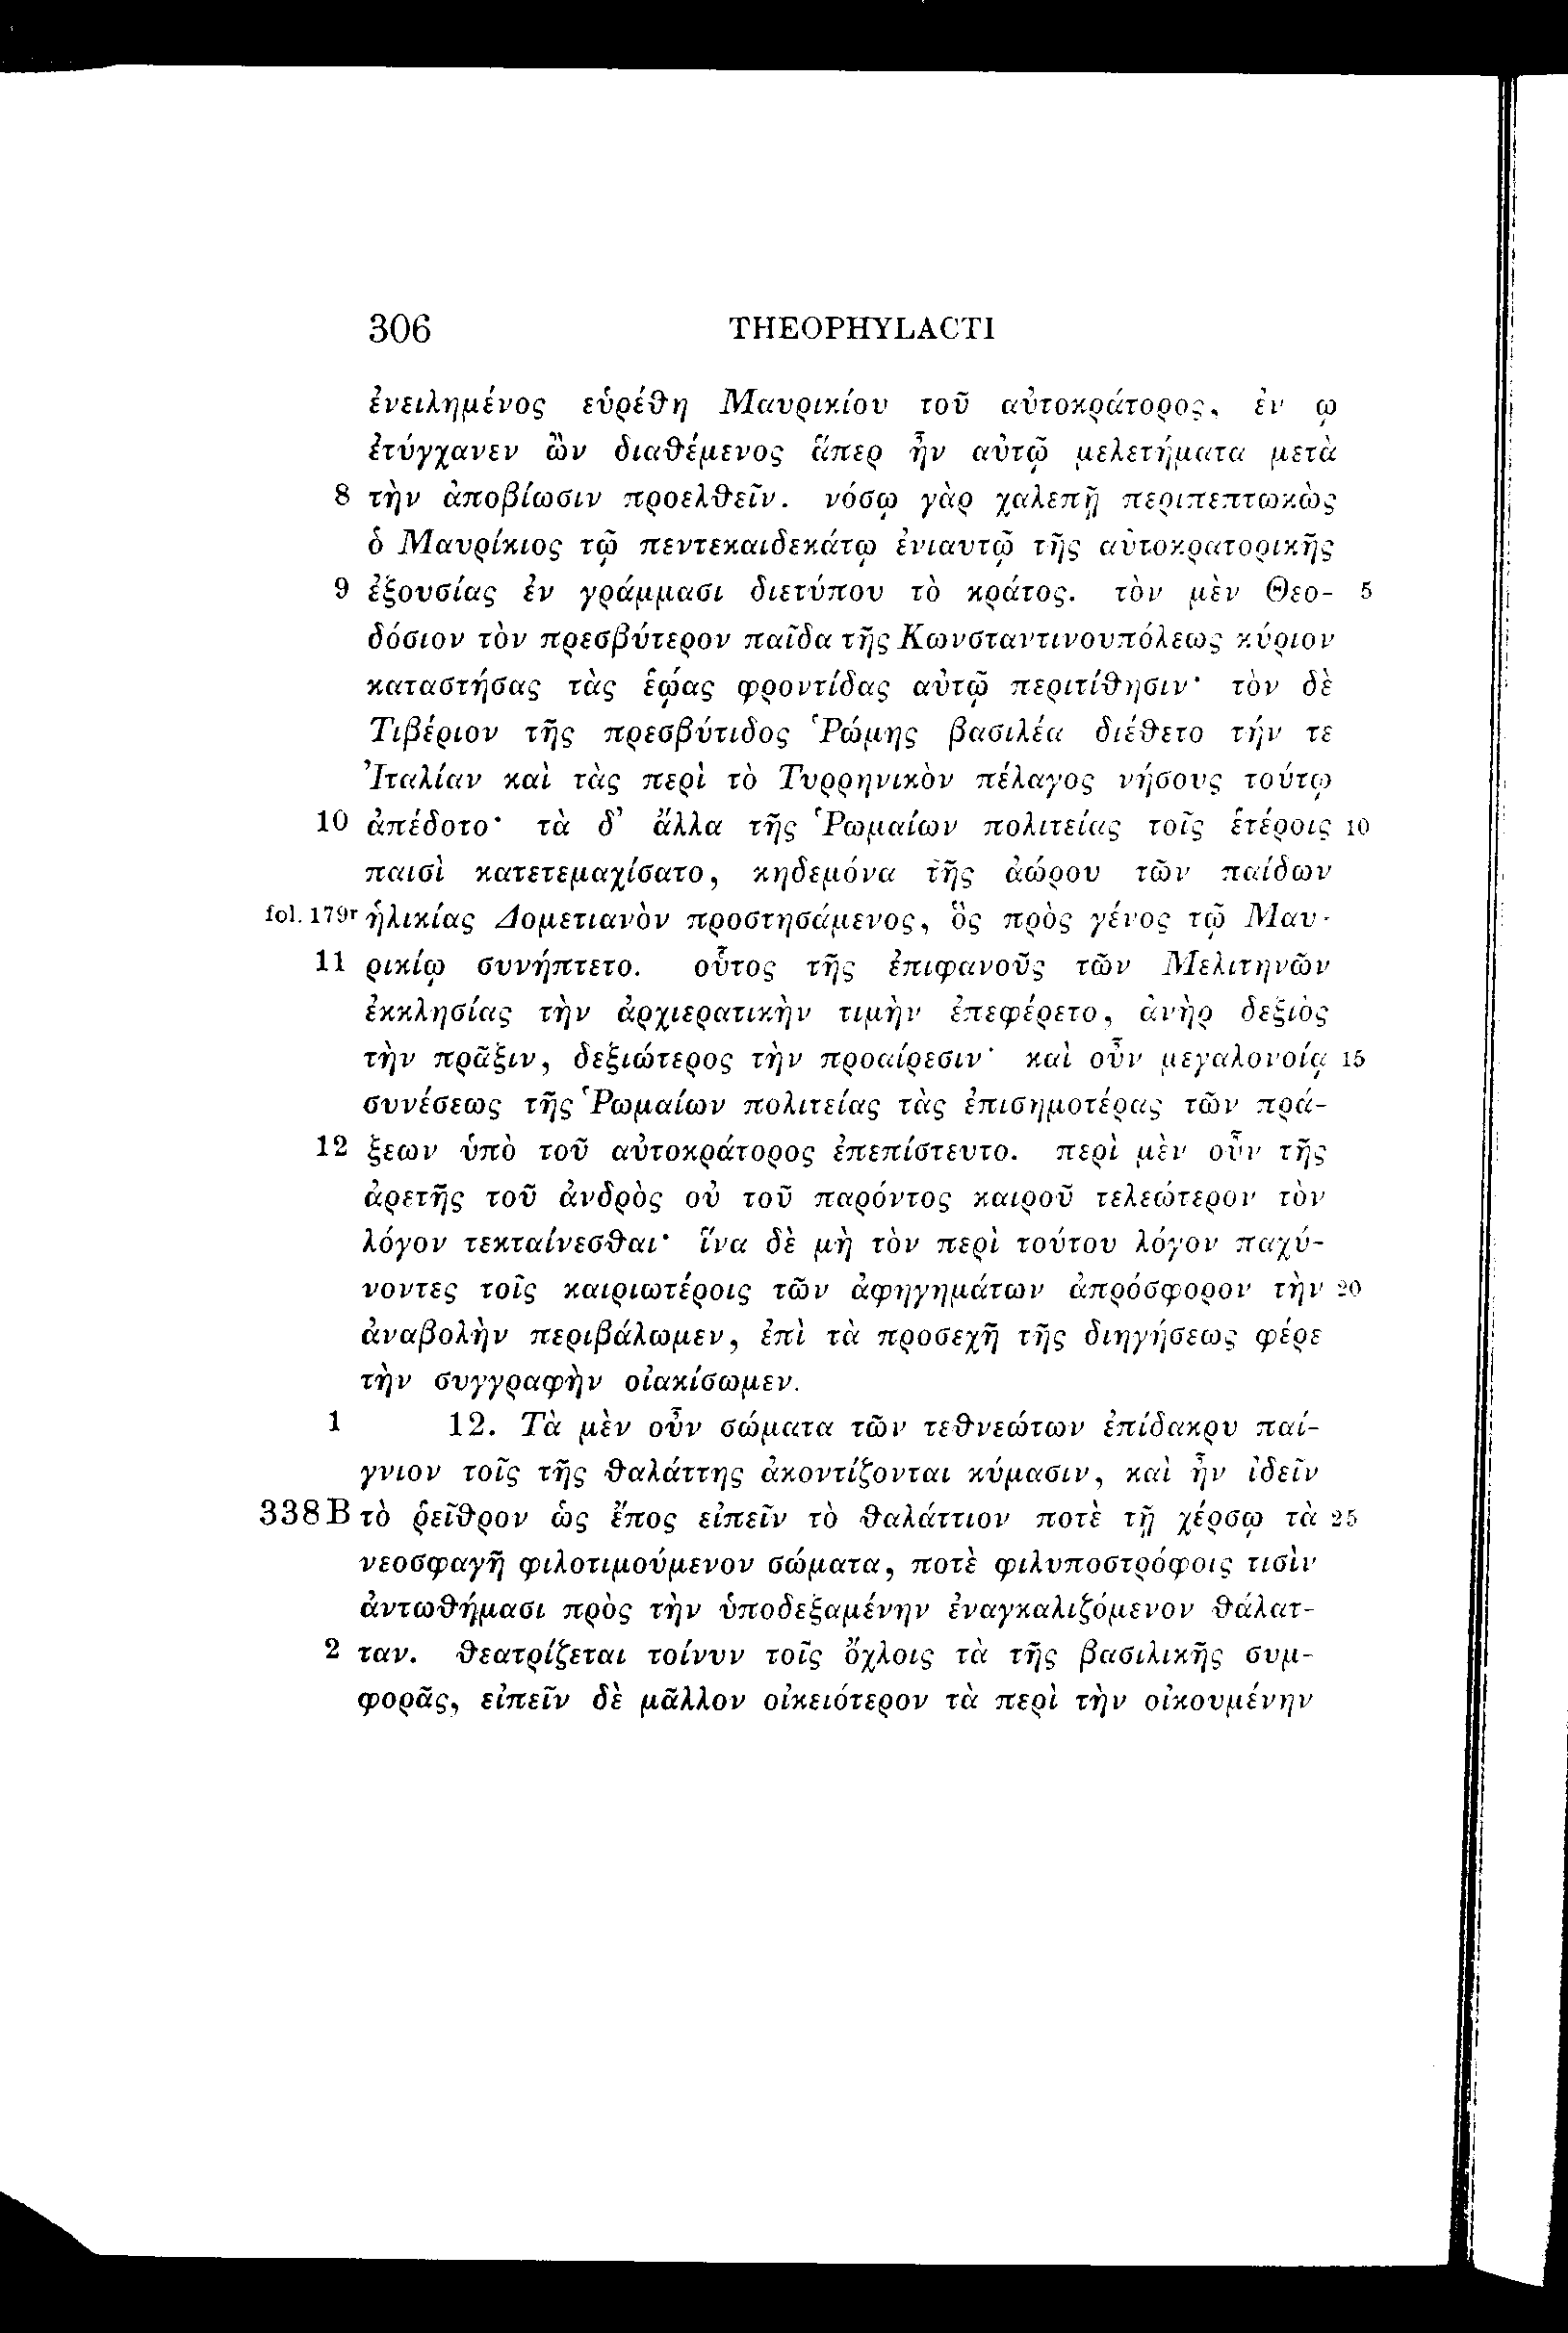 306 THEOPHYLACTI
ἐνειλημένος εὑρέθη Μαυρικίου τοῦ αὐτοκράτορος, ἐν ᾧ
ἐτύγχανεν ὢν διαθέμενος ἅπερ ἦν αὐτῷ μελετήματα μετὰ
8 τὴν ἀποβίωσιν προελθεῖν. νόσῳ γὰρ χαλεπῇ περιπεπτωκὼς
ὁ Μαυρίκιος τῷ πεντεκαιδεκάτῳ ἐνιαυτῷ τῆς αὐτοκρατορικῆς
9 ἐξουσίας ἐν γράμμασι διετύπου τὸ κράτος. τὸν μὲν Θεο- 5
δόσιον τὸν πρεσβύτερον παῖδα τῆς Κωνσταντινουπόλεως κύριον
καταστήσας τὰς ἑῴας φροντίδας αὐτῷ περιτίθησιν· τὸν δὲ
Τιβέριον τῆς πρεσβύτιδος Ῥώμης βασιλέα διέθετο τήν τε
Ἰταλίαν καὶ τὰς περὶ τὸ Τυρρηνικὸν πέλαγος νήσους τούτῳ
10 ἀπέδοτο· τὰ δ’ ἄλλα τῆς Ῥωμαίων πολιτείας τοῖς ἑτέροις 10
παισὶ κατετεμαχίσατο, κηδεμόνα τῆς ἀώρου τῶν παίδων
fol. 179r ἡλικίας Δομετιανὸν προστησάμενος, ὃς πρὸς γένος τῷ Μαυ-
11 ρικίῳ συνήπτετο. οὗτος τῆς ἐπιφανοῦς τῶν Μελιτηνῶν
ἐκκλησίας τὴν ἀρχιερατικὴν τιμὴν ἐπεφέρετο, ἀνὴρ δεξιὸς
τὴν πρᾶξιν, δεξιώτερος τὴν προαίρεσιν· καὶ οὖν μεγαλονοίᾳ 15
συνέσεως τῆς Ῥωμαίων πολιτείας τὰς ἐπισημοτέρας τῶν πρά-
12 ξεων ὑπὸ τοῦ αὐτοκράτορος ἐπεπίστευτο. περὶ μὲν οὖν τῆς
ἀρετῆς τοῦ ἀνδρὸς οὐ τοῦ παρόντος καιροῦ τελεώτερον τὸν
λόγον τεκταίνεσθαι· ἵνα δὲ μὴ τὸν περὶ τούτου λόγον παχύ-
νοντες τοῖς καιριωτέροις τῶν ἀφηγημάτων ἀπρόσφορον τὴν 20
ἀναβολὴν περιβάλωμεν, ἐπὶ τὰ προσεχῆ τῆς διηγήσεως φέρε
τὴν συγγραφὴν οἰακίσωμεν.
1 12. Τὰ μὲν οὖν σώματα τῶν τεθνεώτων ἐπίδακρυ παί-
γνιον τοῖς τῆς θαλάττης ἀκοντίζονται κύμασιν, καὶ ἦν ἰδεῖν
338B τὸ ῥεῖθρον ὡς ἔπος εἰπεῖν τὸ θαλάττιον ποτὲ τῇ χέρσῳ τὰ 25
νεοσφαγῆ φιλοτιμούμενον σώματα, ποτὲ φιλυποστρόφοις τισὶν
ἀντωθήμασι πρὸς τὴν ὑποδεξαμένην ἐναγκαλιζόμενον θάλατ-
2 ταν. θεατρίζεται τοίνυν τοῖς ὄχλοις τὰ τῆς βασιλικῆς συμ-
φορᾶς, εἰπεῖν δὲ μᾶλλον οἰκειότερον τὰ περὶ τὴν οἰκουμένην